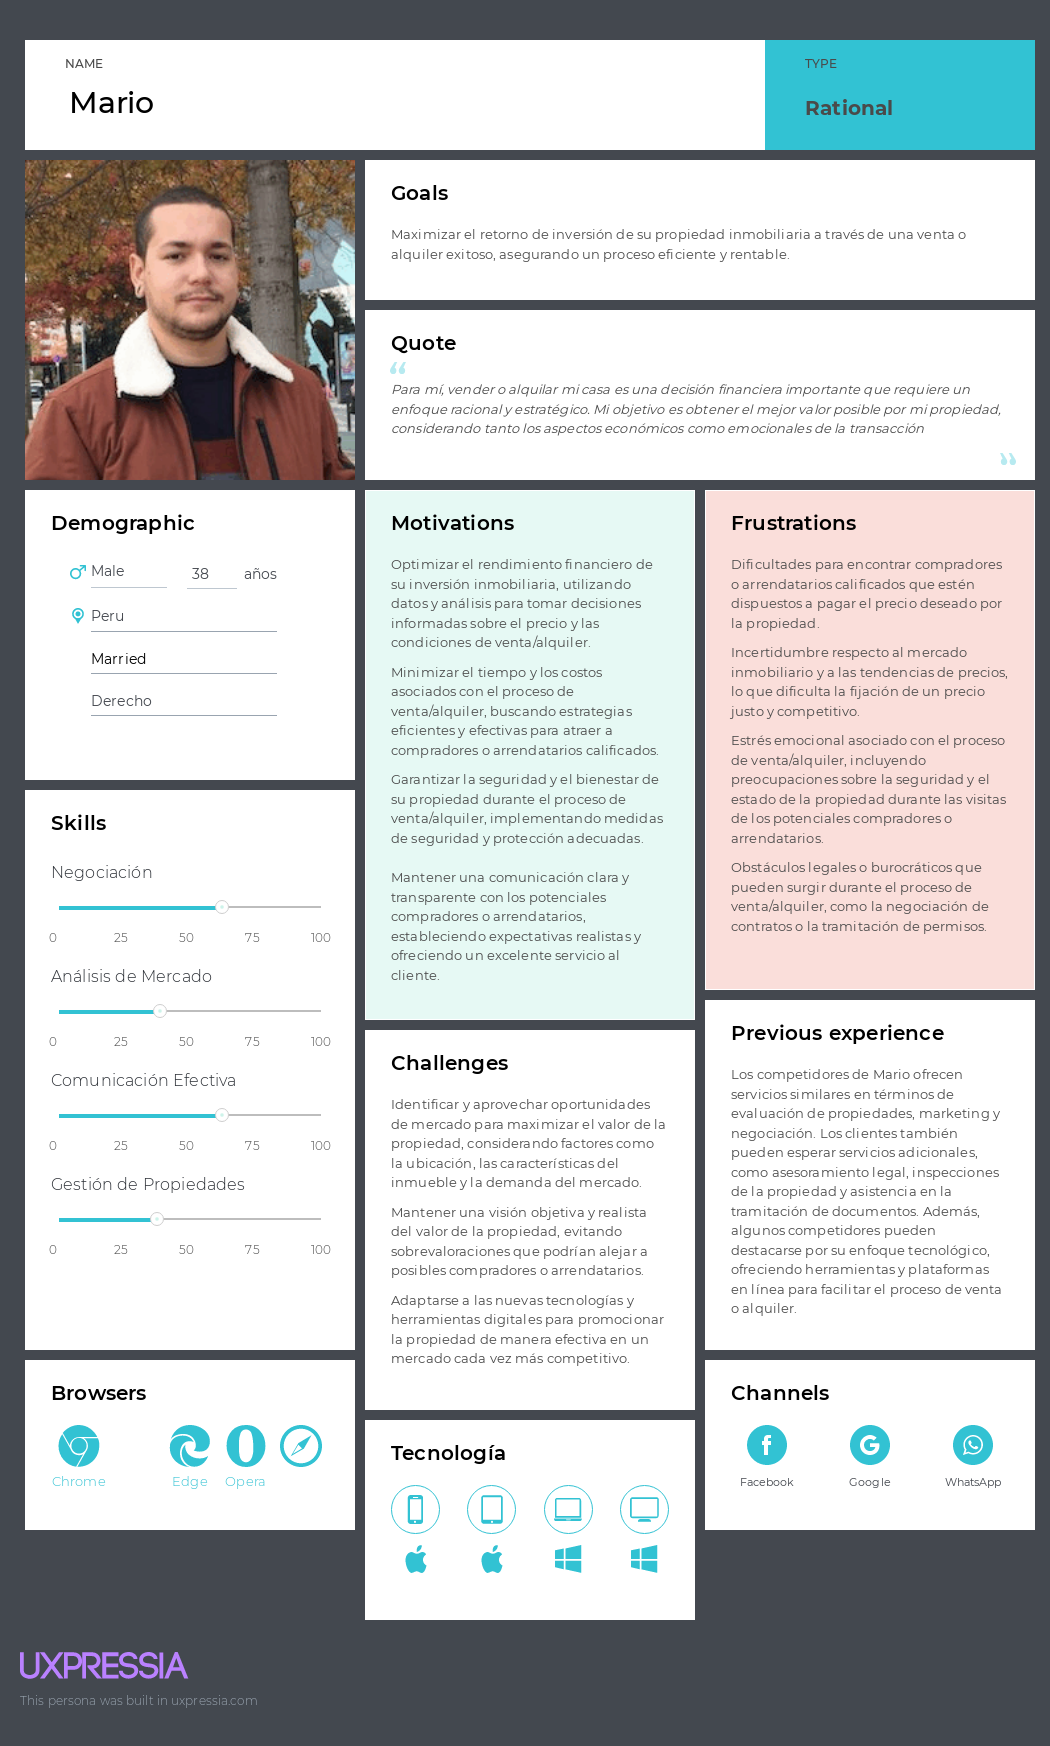 NAME
Mario
TYPE
Rational
Goals
Maximizar el retorno de inversión de su propiedad inmobiliaria a través de una venta o
alquiler exitoso, asegurando un proceso eficiente y rentable.
Quote
“
Para mí, vender o alquilar mi casa es una decisión financiera importante que requiere un
enfoque racional y estratégico. Mi objetivo es obtener el mejor valor posible por mi propiedad,
considerando tanto los aspectos económicos como emocionales de la transacción
”
Demographic
Male 38 años
Peru
Married
Derecho
Skills
Negociación
0 25 50 75 100
Análisis de Mercado
0 25 50 75 100
Comunicación Efectiva
0 25 50 75 100
Gestión de Propiedades
0 25 50 75 100
Browsers
Chrome Edge Opera
Motivations
Optimizar el rendimiento financiero de
su inversión inmobiliaria, utilizando
datos y análisis para tomar decisiones
informadas sobre el precio y las
condiciones de venta/alquiler.
Minimizar el tiempo y los costos
asociados con el proceso de
venta/alquiler, buscando estrategias
eficientes y efectivas para atraer a
compradores o arrendatarios calificados.
Garantizar la seguridad y el bienestar de
su propiedad durante el proceso de
venta/alquiler, implementando medidas
de seguridad y protección adecuadas.
Mantener una comunicación clara y
transparente con los potenciales
compradores o arrendatarios,
estableciendo expectativas realistas y
ofreciendo un excelente servicio al
cliente.
Challenges
Identificar y aprovechar oportunidades
de mercado para maximizar el valor de la
propiedad, considerando factores como
la ubicación, las características del
inmueble y la demanda del mercado.
Mantener una visión objetiva y realista
del valor de la propiedad, evitando
sobrevaloraciones que podrían alejar a
posibles compradores o arrendatarios.
Adaptarse a las nuevas tecnologías y
herramientas digitales para promocionar
la propiedad de manera efectiva en un
mercado cada vez más competitivo.
Tecnología
Frustrations
Dificultades para encontrar compradores
o arrendatarios calificados que estén
dispuestos a pagar el precio deseado por
la propiedad.
Incertidumbre respecto al mercado
inmobiliario y a las tendencias de precios,
lo que dificulta la fijación de un precio
justo y competitivo.
Estrés emocional asociado con el proceso
de venta/alquiler, incluyendo
preocupaciones sobre la seguridad y el
estado de la propiedad durante las visitas
de los potenciales compradores o
arrendatarios.
Obstáculos legales o burocráticos que
pueden surgir durante el proceso de
venta/alquiler, como la negociación de
contratos o la tramitación de permisos.
Previous experience
Los competidores de Mario ofrecen
servicios similares en términos de
evaluación de propiedades, marketing y
negociación. Los clientes también
pueden esperar servicios adicionales,
como asesoramiento legal, inspecciones
de la propiedad y asistencia en la
tramitación de documentos. Además,
algunos competidores pueden
destacarse por su enfoque tecnológico,
ofreciendo herramientas y plataformas
en línea para facilitar el proceso de venta
o alquiler.
Channels
Facebook Google WhatsApp
UXPRESSIA
This persona was built in uxpressia.com